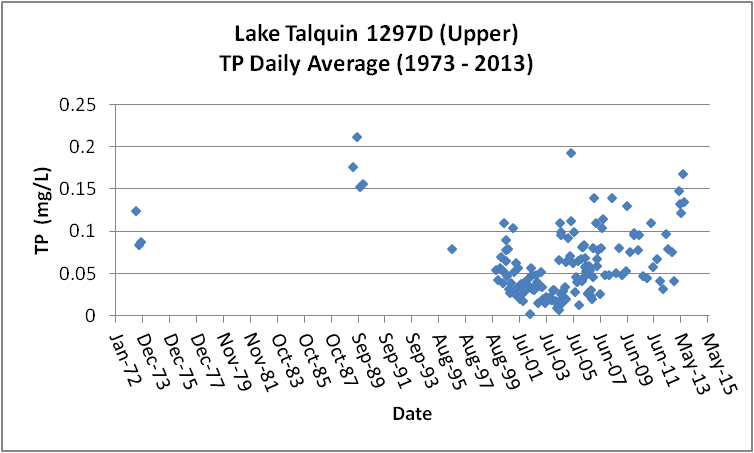 Lake Talquin 1297D (Upper)
TP Daily Average (1973 - 2013)
0.25
0.2
0.15
0.1
0.05
0
TP (mg/L)
Jan-72
Dec-73
Dec-75
Dec-77
Nov-79
Nov-81
Oct-83
Oct-85
Oct-87
Sep-89
Sep-91
Sep-93
Aug-95
Aug-97
Aug-99
Jul-01
Jul-03
Jul-05
Jun-07
Jun-09
Jun-11
May-13
May-15
Date